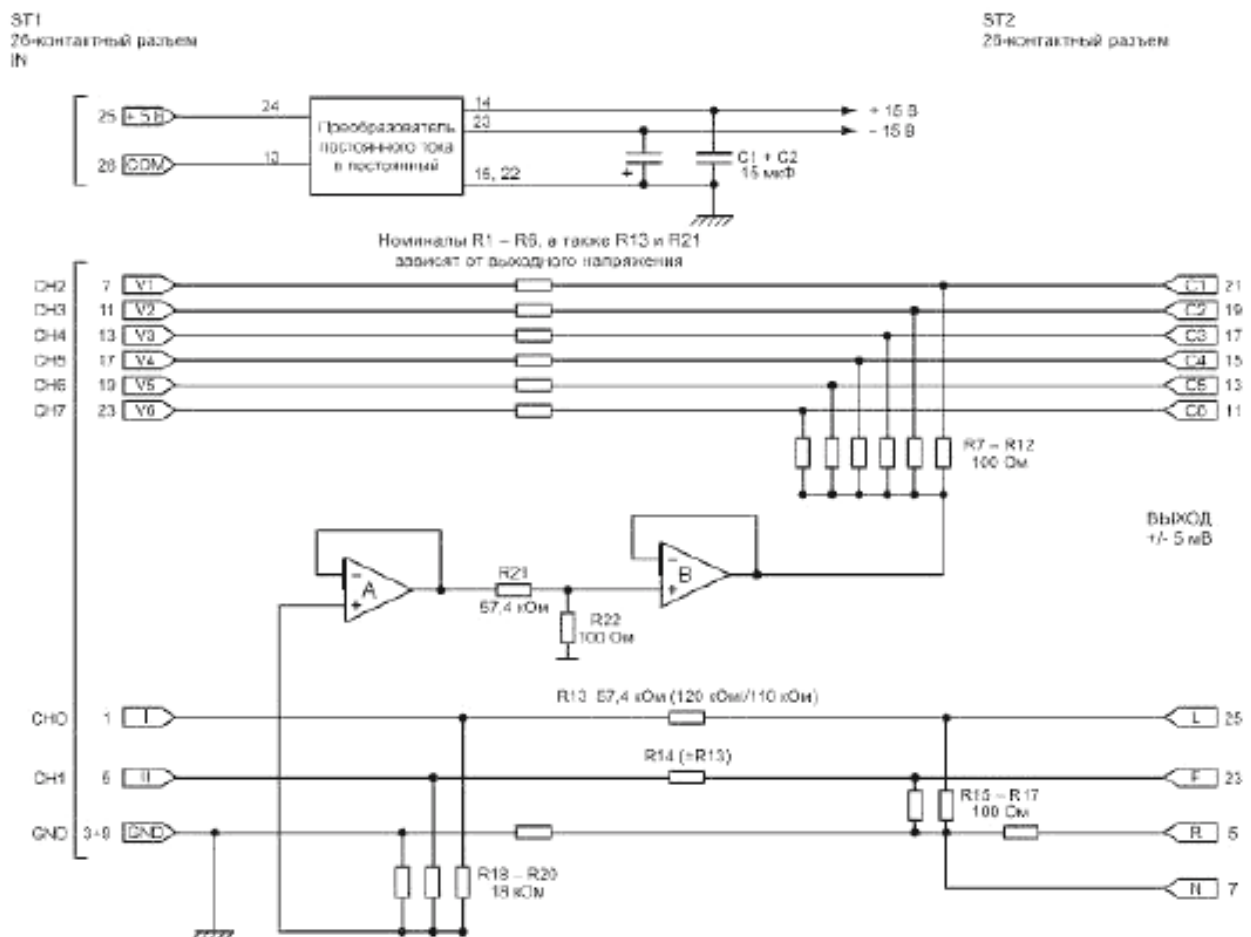 ST1
26-контактный разъем
IN
ST2
26-контактный разъем
25 +5 В 24
26 COM 13
Преобразователь
постоянного тока
в постоянный
14
23
15, 22
+ 15 В
- 15 В
C1 + C2
15 мкФ
+
Номиналы R1 – R6, а также R13 и R21
зависят от выходного напряжения
CH2 7 V1 C1 21
CH3 11 V2 C2 19
CH4 13 V3 C3 17
CH5 17 V4 C4 15
CH6 19 V5 C5 13
CH7 23 V6 C6 11
R7 – R12
100 Ом
ВЫХОД
+/- 5 мВ
– A +
R21
57,4 кОм
R22
100 Ом
– B +
R13 57,4 кОм (120 кОм/110 кОм)
CH0 1 I L 25
R14 (=R13)
CH1 5 II F 23
R15 – R17
100 Ом
GND 3+9 GND R 5
R18 – R20
18 кОм
N 7